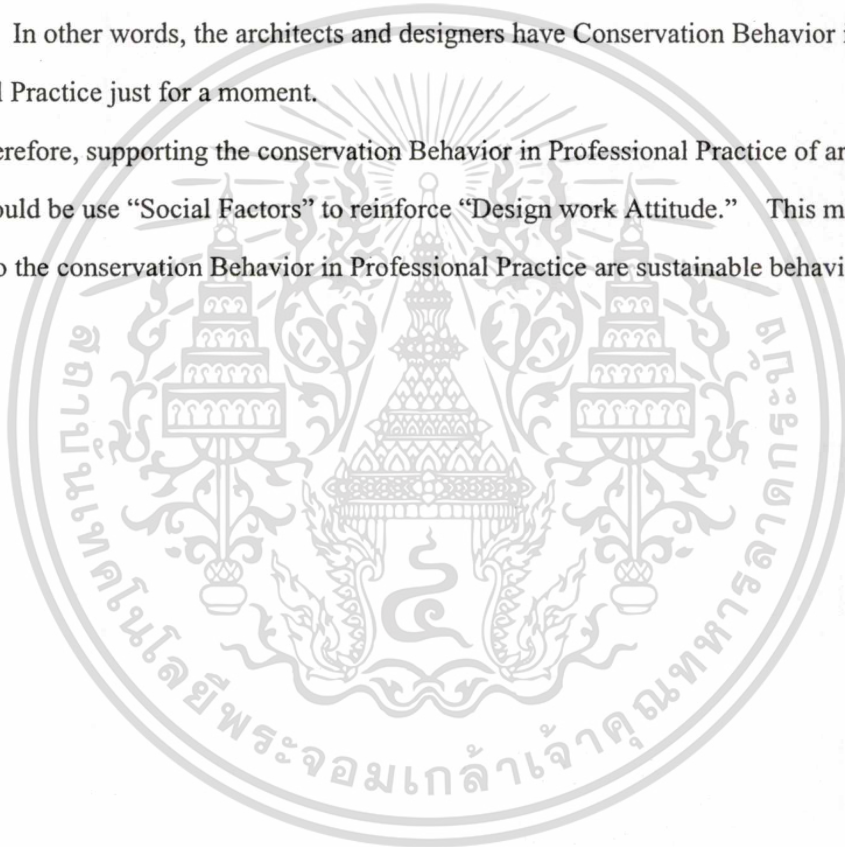 In other words, the architects and designers have Conservation Behavior
l Practice just for a moment.
erefore, supporting the conservation Behavior in Professional Practice of
ould be use “Social Factors” to reinforce “Design work Attitude.” This
o the conservation Behavior in Professional Practice are sustainable
สถาบันเทคโนโลยีพระจอมเกล้าเจ้าคุณทหารลาดกระบัง